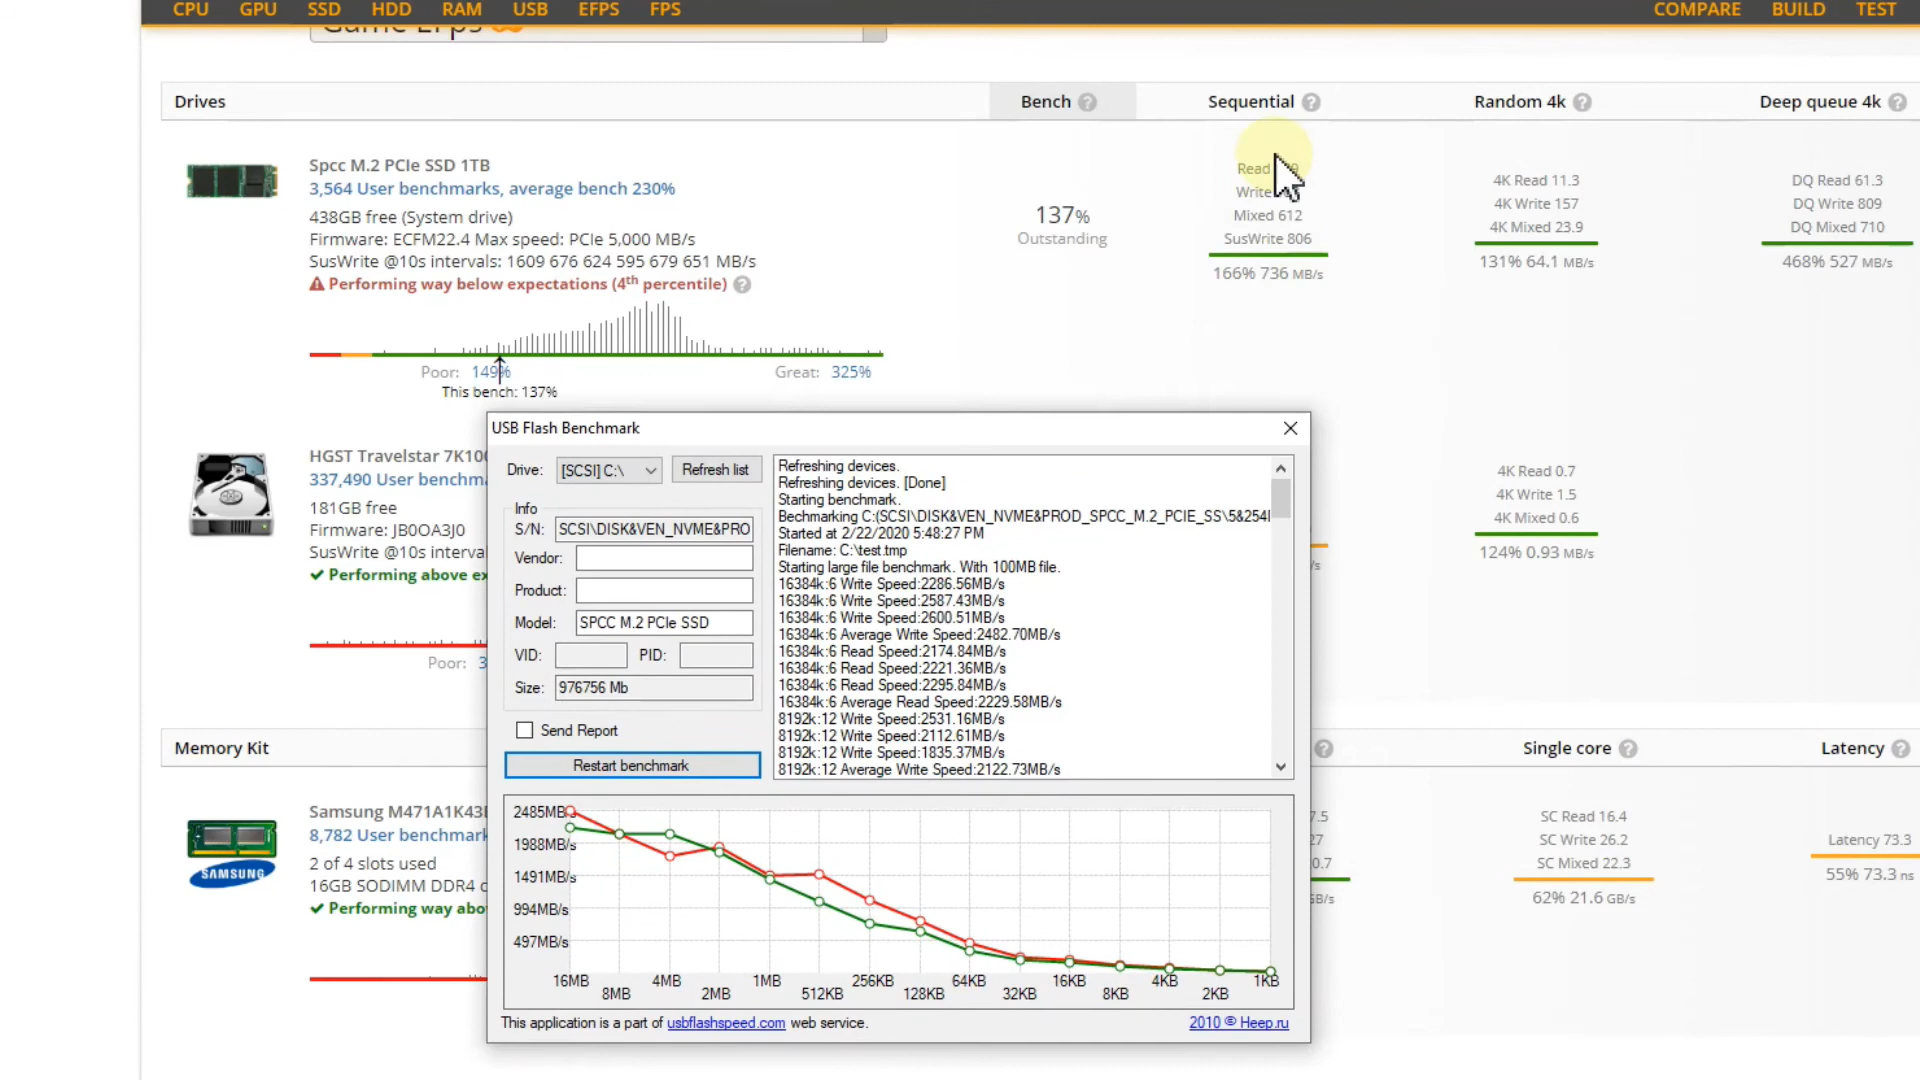 CPU GPU SSD HDD RAM USB EFPS FPS COMPARE BUILD TEST
Drives Bench ? Sequential ? Random 4k ? Deep queue 4k ?
Spcc M.2 PCIe SSD 1TB
3,564 User benchmarks, average bench 230%
438GB free (System drive)
Firmware: ECFM22.4 Max speed: PCIe 5,000 MB/s
SusWrite @10s intervals: 1609 676 624 595 679 651 MB/s
Performing way below expectations (4th percentile) ?
Poor: 149% Great: 325%
This bench: 137%
137%
Outstanding
Read
Write
Mixed 612
SusWrite 806
166% 736 MB/s
4K Read 11.3
4K Write 157
4K Mixed 23.9
131% 64.1 MB/s
DQ Read 61.3
DQ Write 809
DQ Mixed 710
468% 527 MB/s
HGST Travelstar
337,490 User
181GB free
Firmware: JB0OA3J0
SusWrite @10s
Performing above
Poor:
4K Read 0.7
4K Write 1.5
4K Mixed 0.6
124% 0.93 MB/s
USB Flash Benchmark
Drive: [SCSI] C:\ Refresh list
Info
S/N: SCSI\DISK&VEN_NVME&PRO
Vendor:
Product:
Model: SPCC M.2 PCIe SSD
VID: PID:
Size: 976756 Mb
Send Report
Restart benchmark
Refreshing devices.
Refreshing devices. [Done]
Starting benchmark.
Bechmarking C:(SCSI\DISK&VEN_NVME&PROD_SPCC_M.2_PCIE_SS\5&254
Started at 2/22/2020 5:48:27 PM
Filename: C:\test.tmp
Starting large file benchmark. With 100MB file.
16384k:6 Write Speed:2286.56MB/s
16384k:6 Write Speed:2587.43MB/s
16384k:6 Write Speed:2600.51MB/s
16384k:6 Average Write Speed:2482.70MB/s
16384k:6 Read Speed:2174.84MB/s
16384k:6 Read Speed:2221.36MB/s
16384k:6 Read Speed:2295.84MB/s
16384k:6 Average Read Speed:2229.58MB/s
8192k:12 Write Speed:2531.16MB/s
8192k:12 Write Speed:2112.61MB/s
8192k:12 Write Speed:1835.37MB/s
8192k:12 Average Write Speed:2122.73MB/s
2485MB/s
1988MB/s
1491MB/s
994MB/s
497MB/s
16MB 4MB 1MB 256KB 64KB 16KB 4KB 1KB
8MB 2MB 512KB 128KB 32KB 8KB 2KB
This application is a part of usbflashspeed.com web service. 2010 © Heep.ru
Memory Kit ? Single core ? Latency ?
Samsung
8,782 User
2 of 4 slots used
16GB SODIMM DDR4
Performing way
SAMSUNG
SC Read 16.4
SC Write 26.2
SC Mixed 22.3
62% 21.6 GB/s
Latency 73.3
55% 73.3 ns